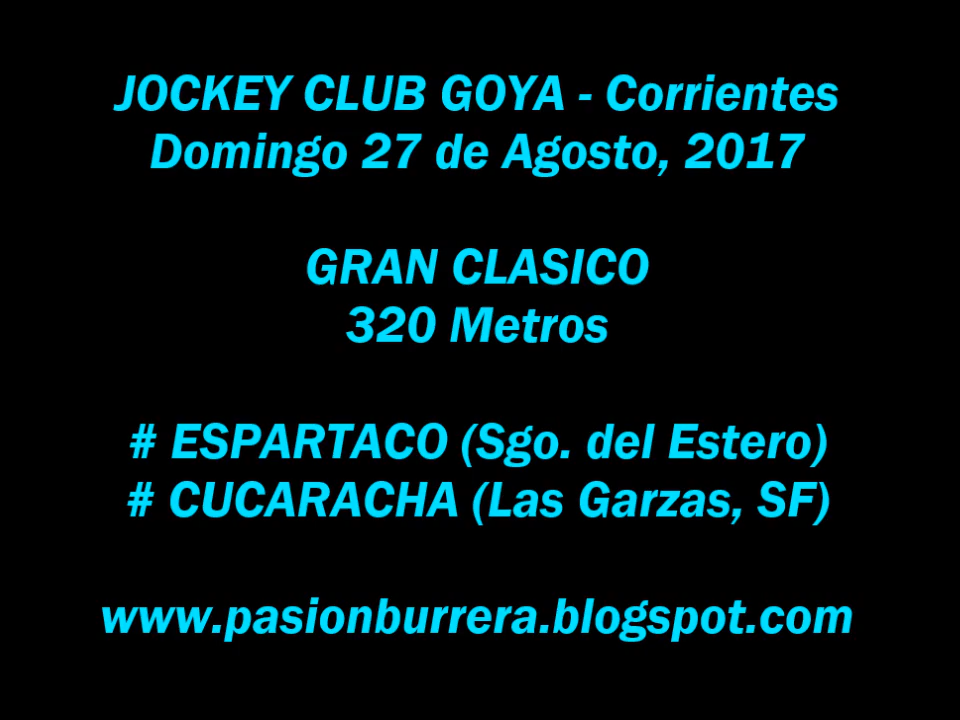 JOCKEY CLUB GOYA - Corrientes
Domingo 27 de Agosto, 2017
GRAN CLASICO
320 Metros
# ESPARTACO (Sgo. del Estero)
# CUCARACHA (Las Garzas, SF)
www.pasionburrera.blogspot.com